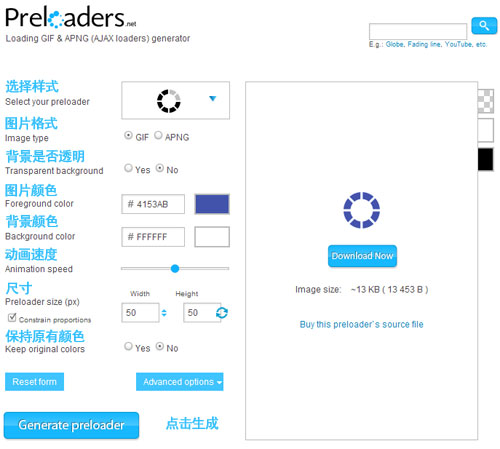 Preloaders.net
Loading GIF & APNG (AJAX loaders) generator
E.g.: Globe, Fading line, YouTube, etc.
选择样式
Select your preloader
图片格式
Image type
GIF APNG
背景是否透明
Transparent background
Yes No
图片颜色
Foreground color
# 4153AB
背景颜色
Background color
# FFFFFF
动画速度
Animation speed
尺寸
Preloader size (px)
Width Height
50 50
Constrain proportions
保持原有颜色
Keep original colors
Yes No
Reset form
Advanced options
Generate preloader
点击生成
Download Now
Image size: ~13 KB ( 13 453 B )
Buy this preloader's source file